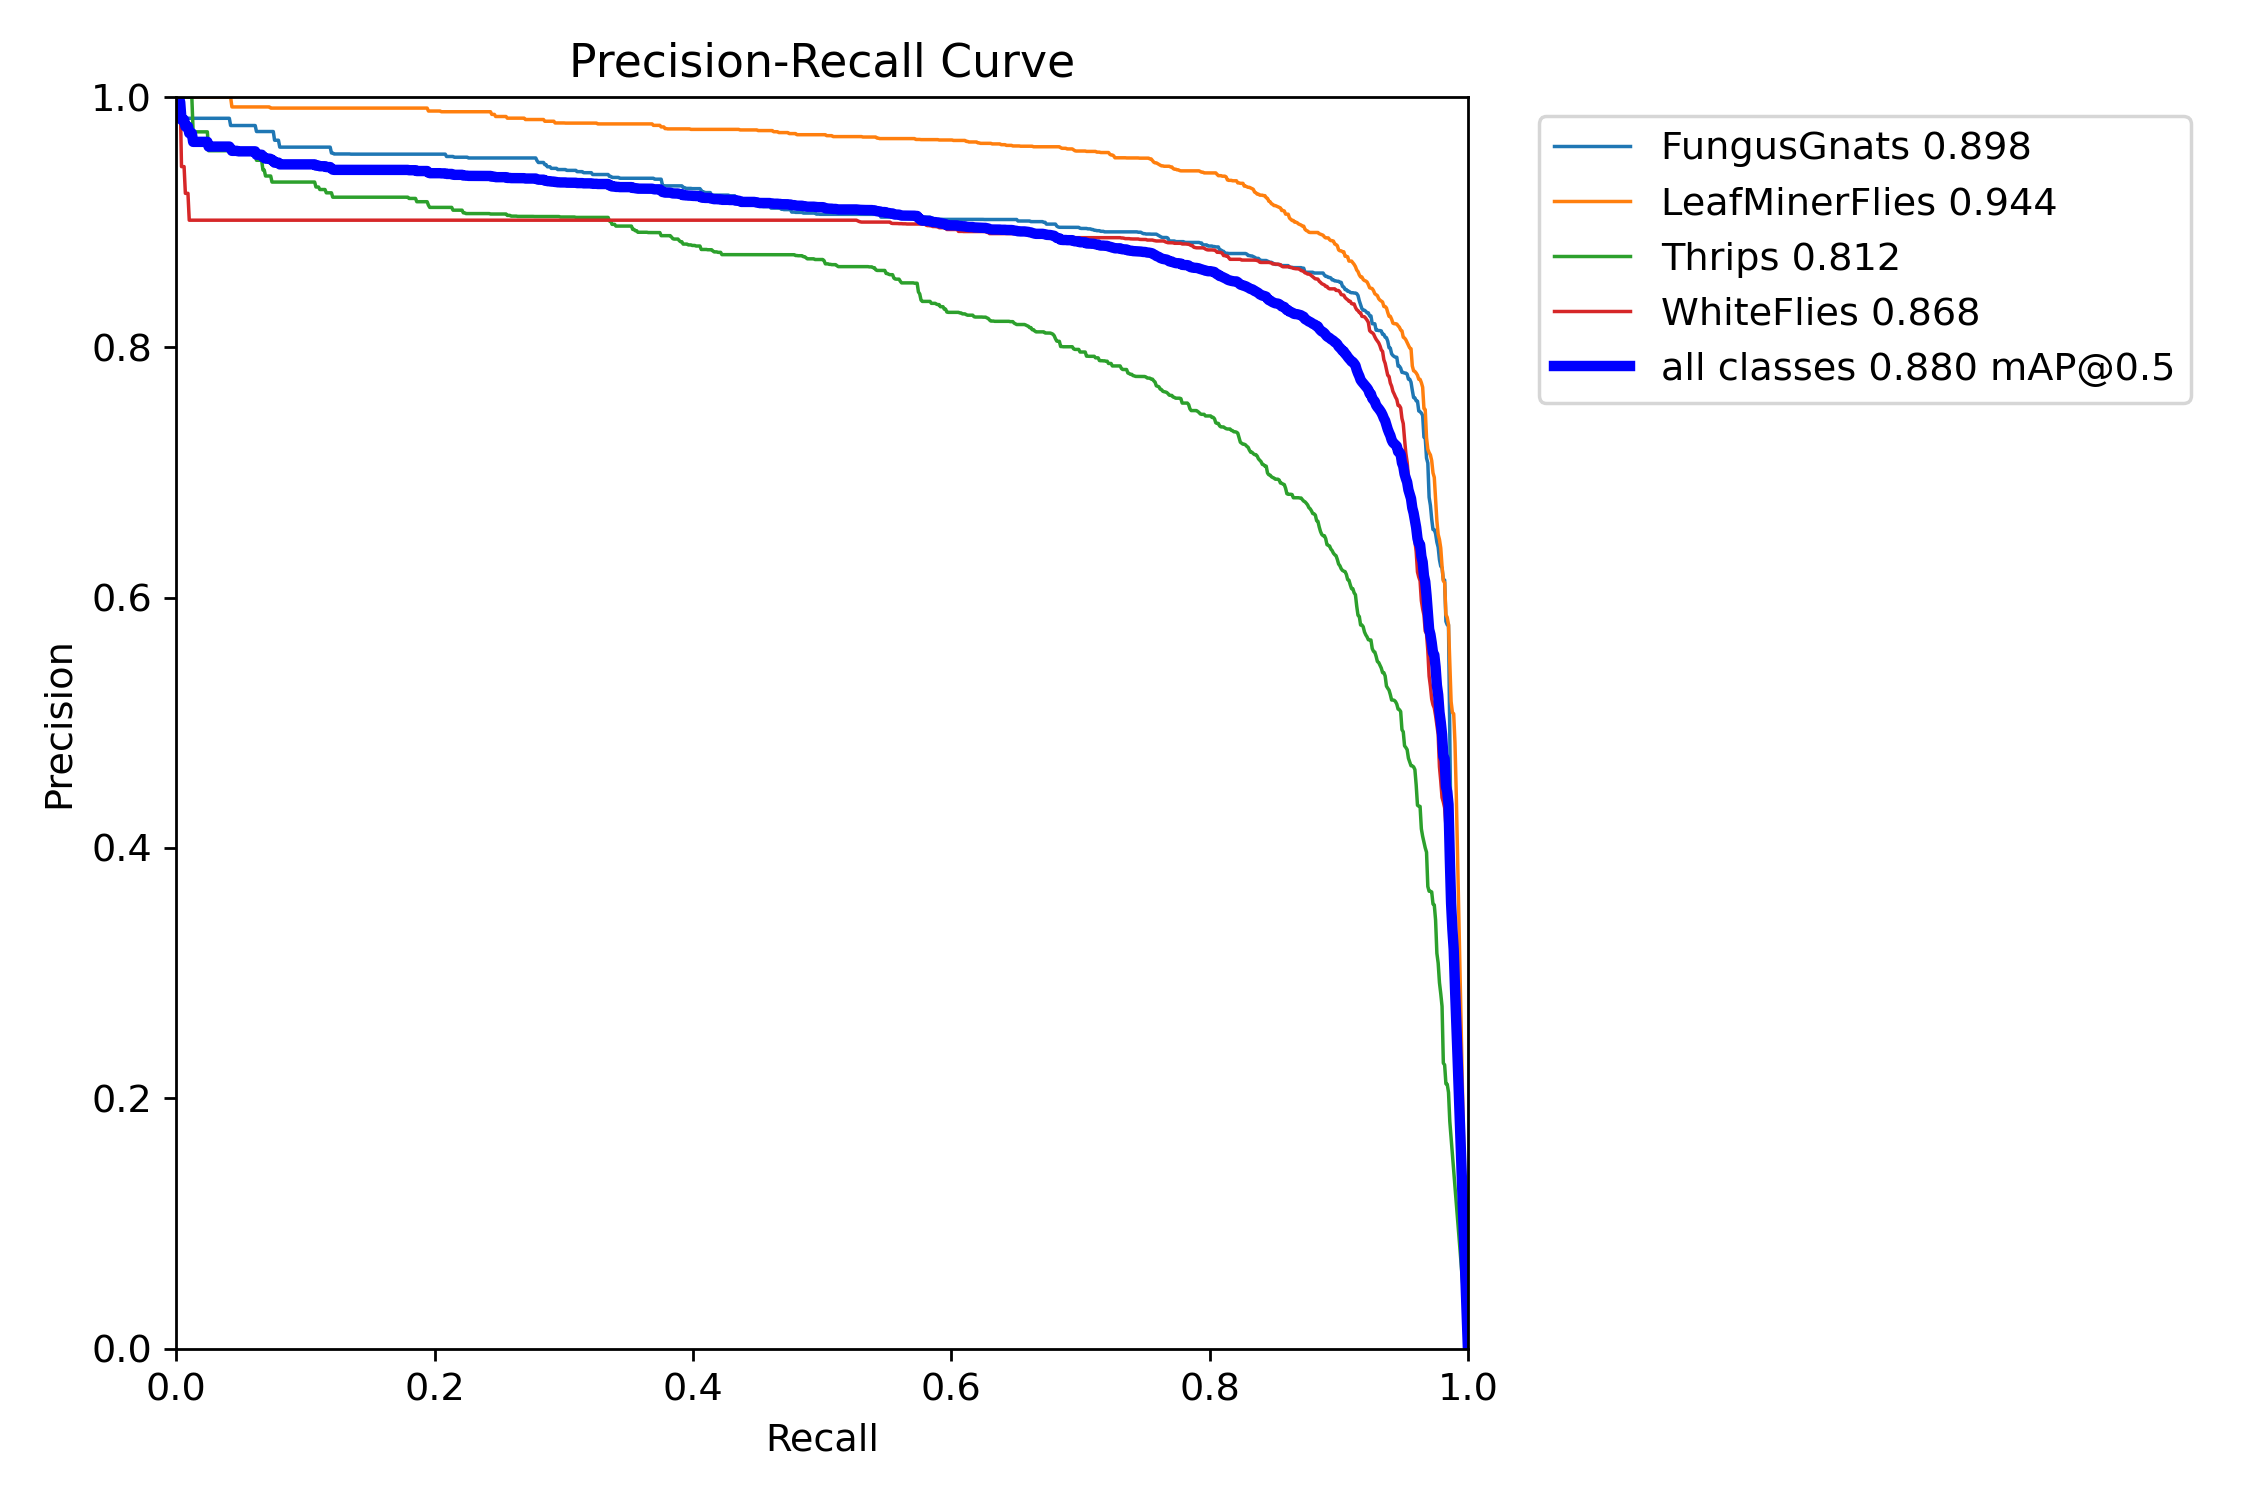 Precision-Recall Curve
1.0
0.8
0.6
0.4
0.2
0.0
Precision
0.0 0.2 0.4 0.6 0.8 1.0
Recall
FungusGnats 0.898
LeafMinerFlies 0.944
Thrips 0.812
WhiteFlies 0.868
all classes 0.880 mAP@0.5